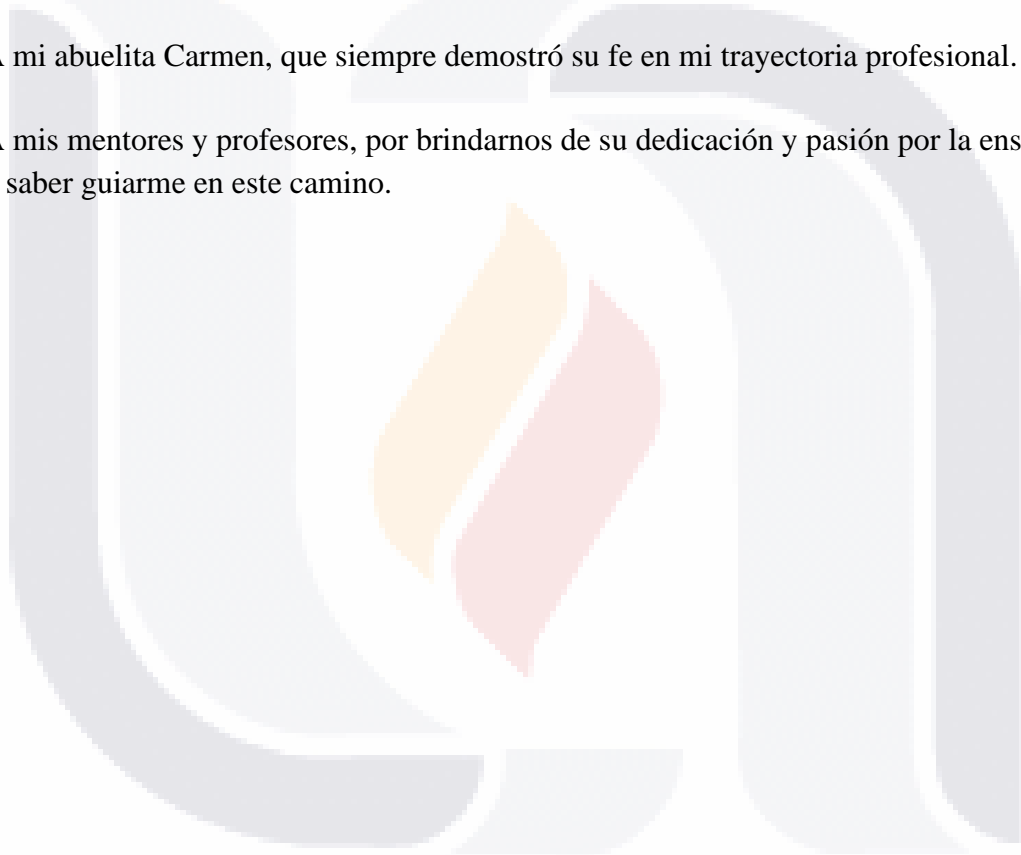 A mi abuelita Carmen, que siempre demostró su fe en mi trayectoria profesional.
A mis mentores y profesores, por brindarnos de su dedicación y pasión por la
saber guiarme en este camino.